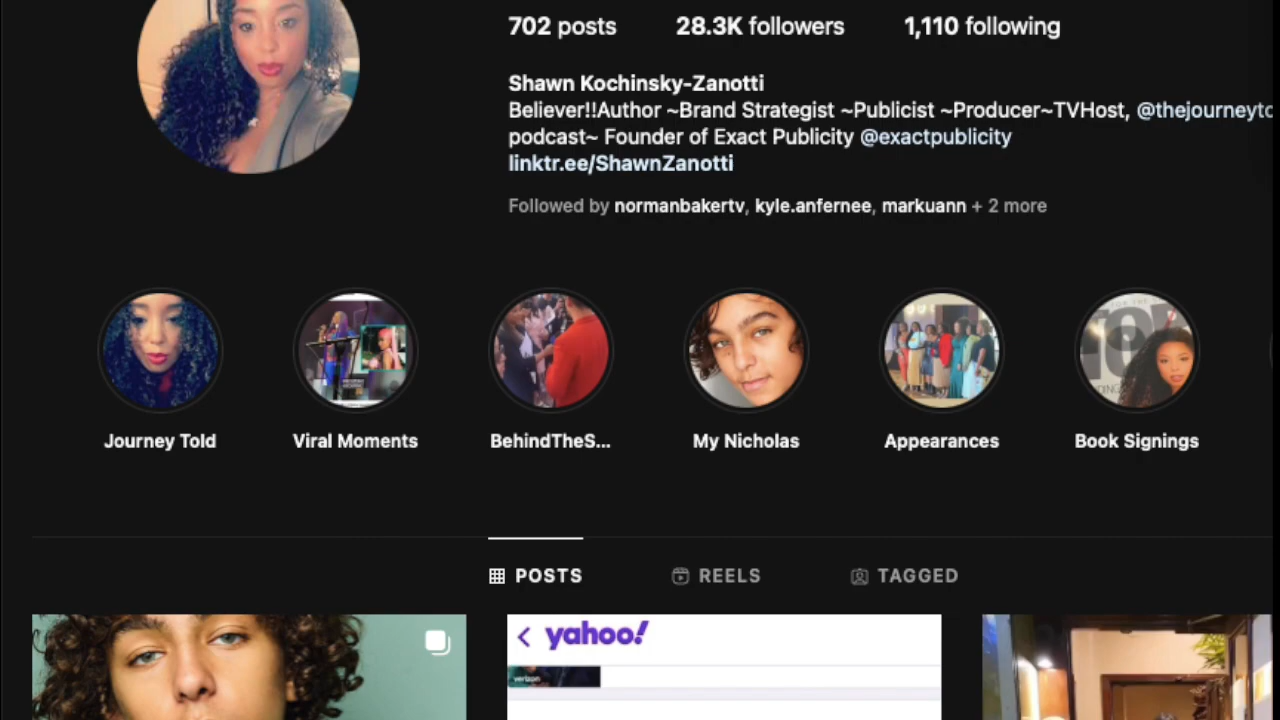 702 posts 28.3K followers 1,110 following
Shawn Kochinsky-Zanotti
Believer!!Author ~Brand Strategist ~Publicist ~Producer~TVHost, @thejourneyto
podcast~ Founder of Exact Publicity @exactpublicity
linktr.ee/ShawnZanotti
Followed by normanbakertv, kyle.anfernee, markuann + 2 more
Journey Told Viral Moments BehindTheS... My Nicholas Appearances Book Signings
POSTS REELS TAGGED
yahoo!
verizon